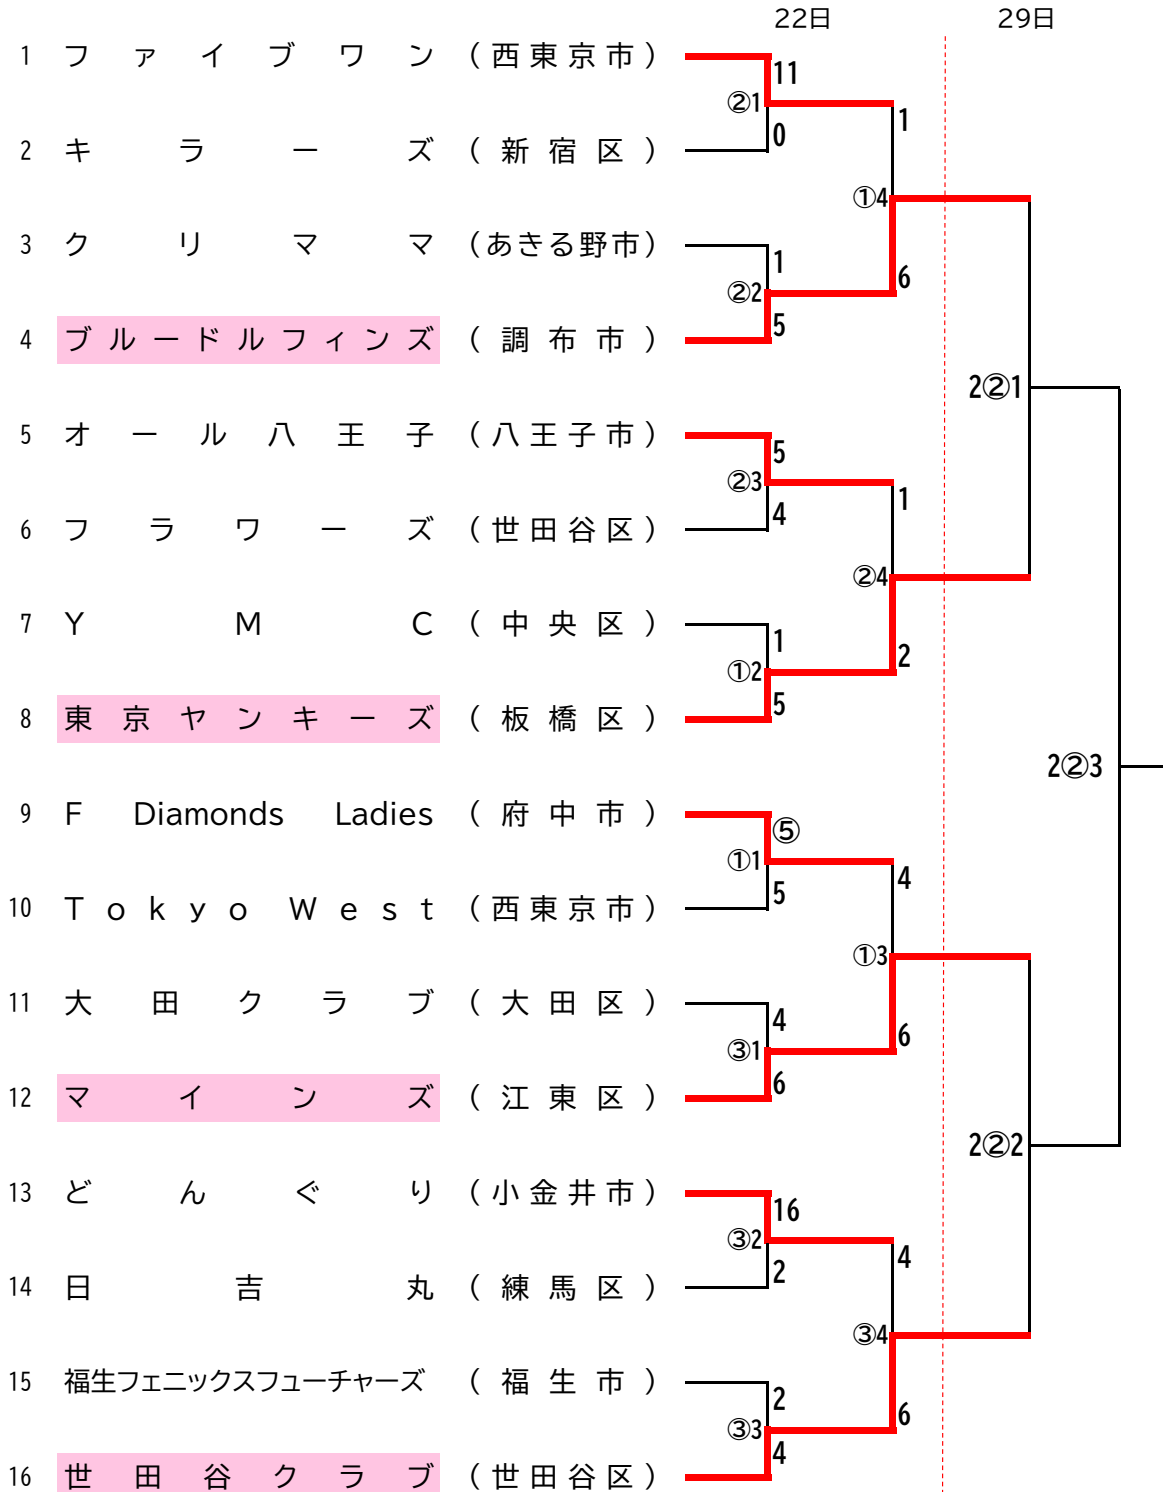 22日 29日
1 ファイブワン (西東京市)
11
②1
1
0
2 キラーズ (新宿区)
①4
3 クリママ (あきる野市)
1
6
②2
5
4 ブルードルフィンズ (調布市)
2②1
5 オール八王子 (八王子市)
5
②3
1
4
6 フラワーズ (世田谷区)
②4
7 YMC (中央区)
1
2
①2
5
8 東京ヤンキーズ (板橋区)
2②3
9 F Diamonds Ladies (府中市)
⑤
①1
4
5
10 Tokyo West (西東京市)
①3
11 大田クラブ (大田区)
4
6
③1
6
12 マインズ (江東区)
2②2
13 どんぐり (小金井市)
16
③2
4
2
14 日吉丸 (練馬区)
③4
15 福生フェニックスフューチャーズ (福生市)
2
6
③3
4
16 世田谷クラブ (世田谷区)